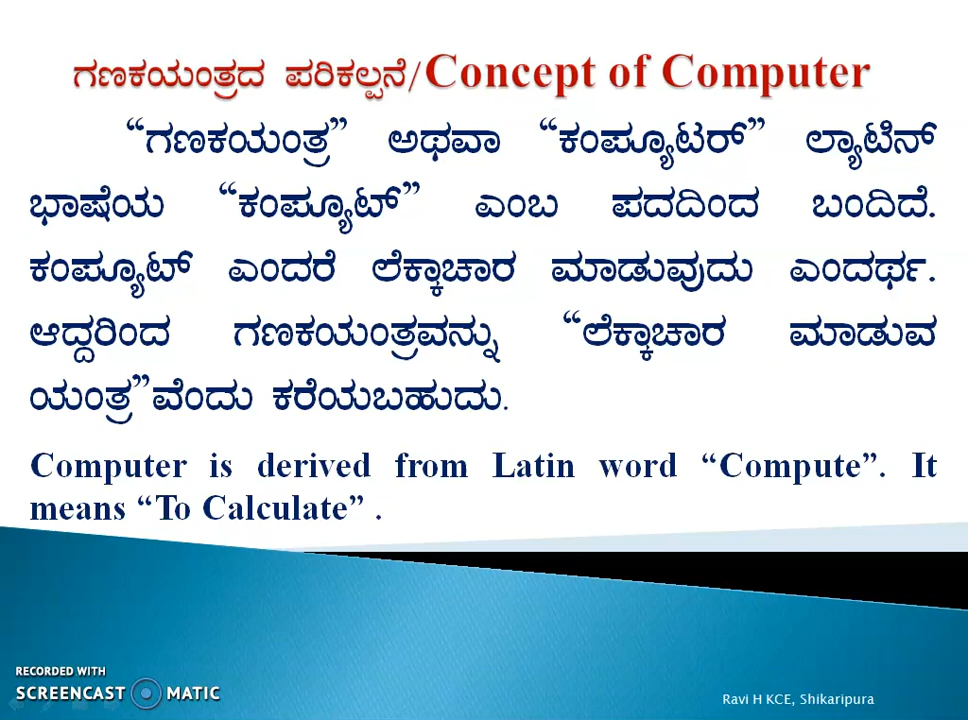 ಗಣಕಯಂತ್ರದ ಪರಿಕಲ್ಪನೆ/Concept of Computer
“ಗಣಕಯಂತ್ರ” ಅಥವಾ “ಕಂಪ್ಯೂಟರ್” ಲ್ಯಾಟಿನ್
ಭಾಷೆಯ “ಕಂಪ್ಯೂಟ್” ಎಂಬ ಪದದಿಂದ ಬಂದಿದೆ.
ಕಂಪ್ಯೂಟ್ ಎಂದರೆ ಲೆಕ್ಕಾಚಾರ ಮಾಡುವುದು ಎಂದರ್ಥ.
ಆದ್ದರಿಂದ ಗಣಕಯಂತ್ರವನ್ನು “ಲೆಕ್ಕಾಚಾರ ಮಾಡುವ
ಯಂತ್ರ”ವೆಂದು ಕರೆಯಬಹುದು.
Computer is derived from Latin word “Compute”. It
means “To Calculate” .
RECORDED WITH
SCREENCAST MATIC
Ravi H KCE, Shikaripura